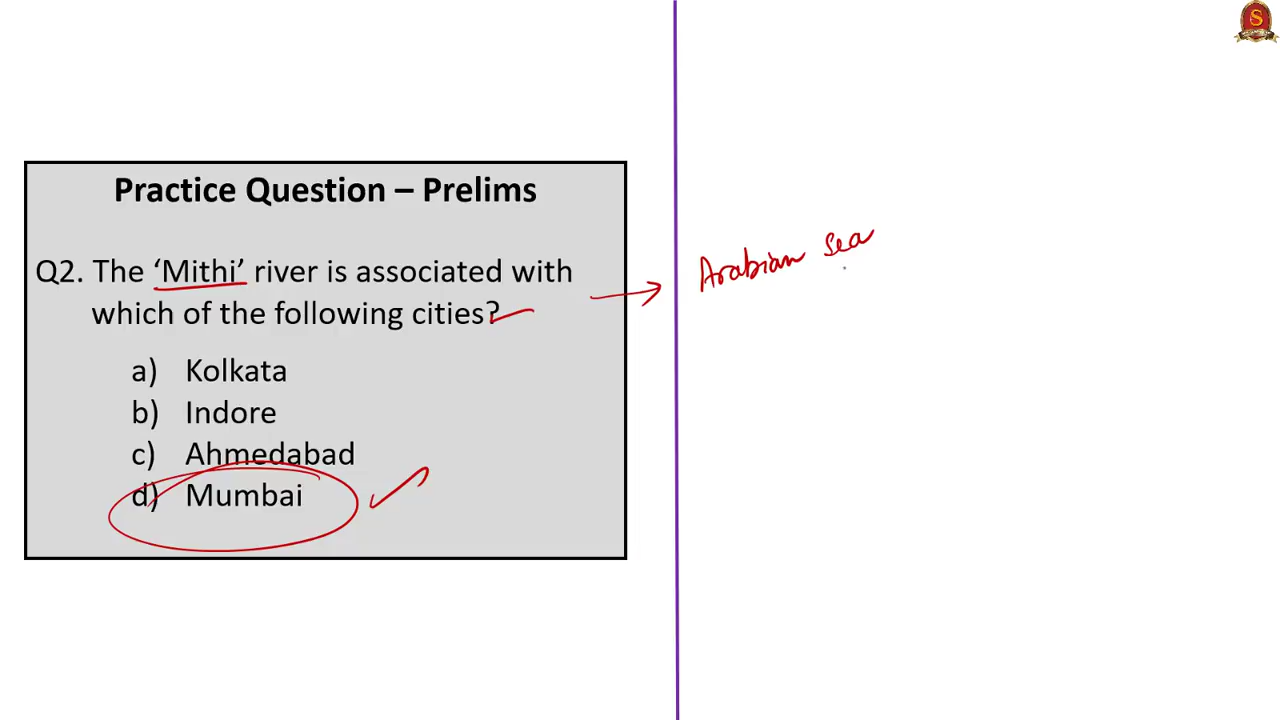 Practice Question – Prelims
Q2. The ‘Mithi’ river is associated with
which of the following cities?
a) Kolkata
b) Indore
c) Ahmedabad
d) Mumbai
Arabian Sea
S